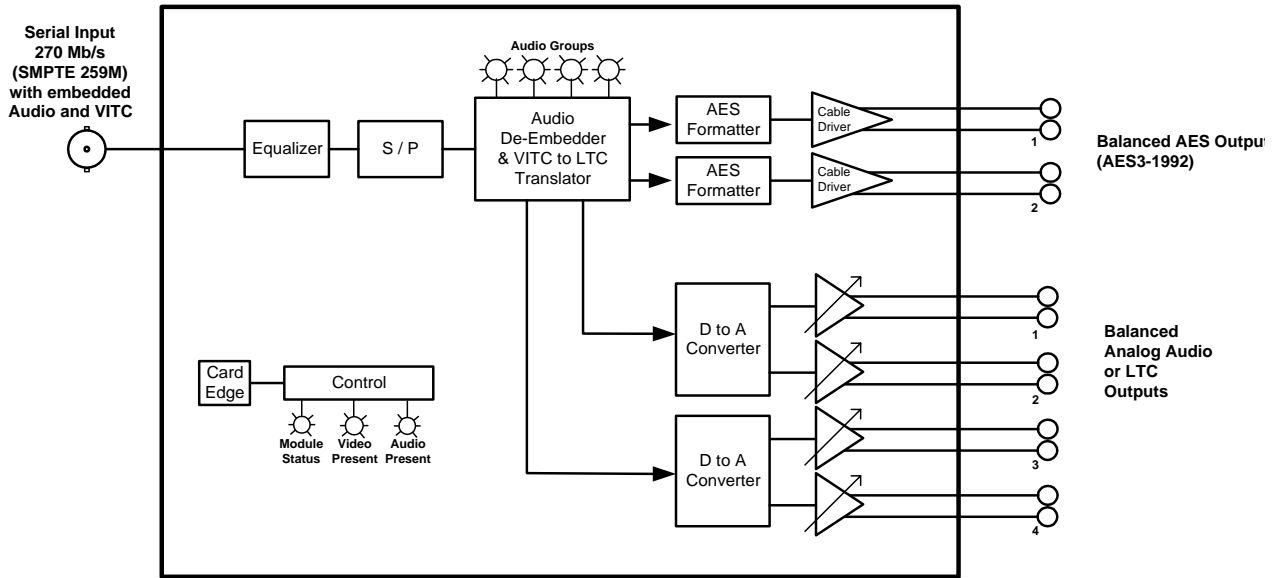 Serial Input
270 Mb/s
(SMPTE 259M)
with embedded
Audio and VITC
Audio Groups
Equalizer
S / P
Audio
De-Embedder
& VITC to LTC
Translator
AES
Formatter
Cable
Driver
1
AES
Formatter
Cable
Driver
2
Balanced AES Output
(AES3-1992)
D to A
Converter
1
2
D to A
Converter
3
4
Balanced
Analog Audio
or LTC
Outputs
Card
Edge
Control
Module
Status
Video
Present
Audio
Present